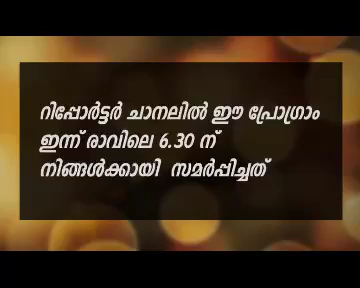 റിപ്പോർട്ടർ ചാനലിൽ ഈ പ്രോഗ്രാം
ഇന്ന് രാവിലെ 6.30 ന്
നിങ്ങൾക്കായി സമർപ്പിച്ചത്